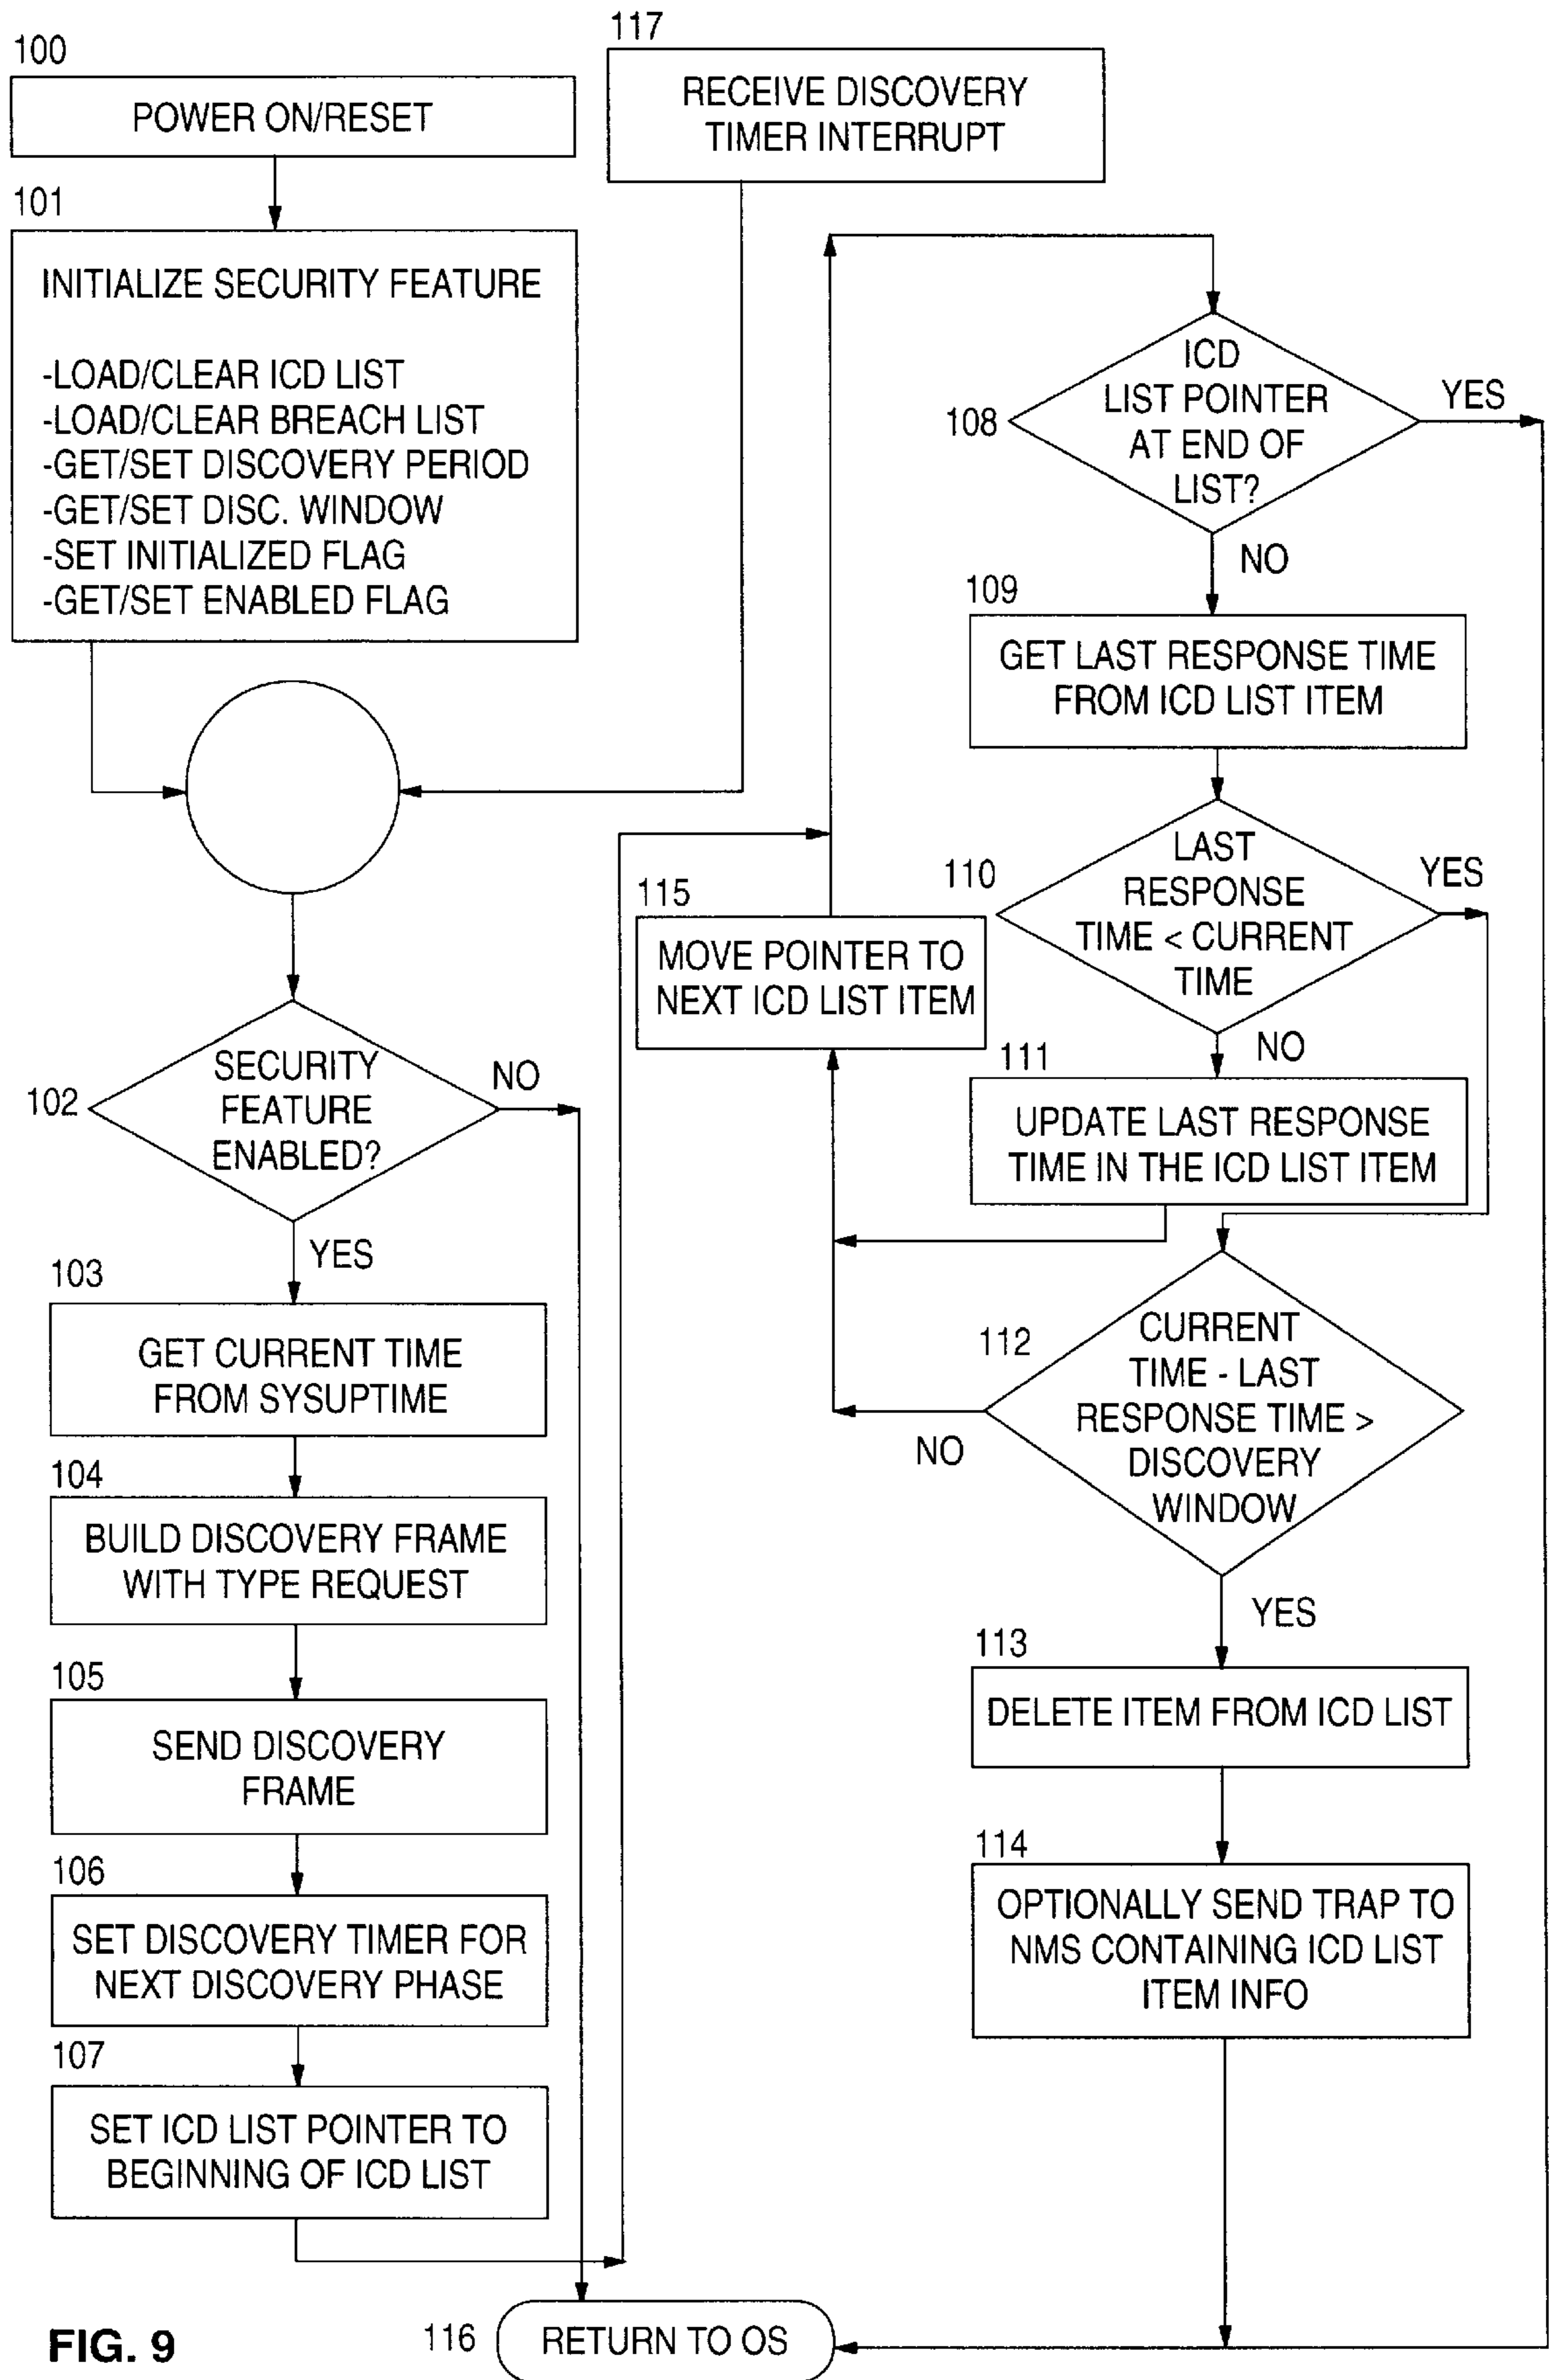 100
POWER ON/RESET
101
INITIALIZE SECURITY FEATURE
-LOAD/CLEAR ICD LIST
-LOAD/CLEAR BREACH LIST
-GET/SET DISCOVERY PERIOD
-GET/SET DISC. WINDOW
-SET INITIALIZED FLAG
-GET/SET ENABLED FLAG
117
RECEIVE DISCOVERY
TIMER INTERRUPT
102
SECURITY
FEATURE
ENABLED?
NO
YES
103
GET CURRENT TIME
FROM SYSUPTIME
104
BUILD DISCOVERY FRAME
WITH TYPE REQUEST
105
SEND DISCOVERY
FRAME
106
SET DISCOVERY TIMER FOR
NEXT DISCOVERY PHASE
107
SET ICD LIST POINTER TO
BEGINNING OF ICD LIST
108
ICD
LIST POINTER
AT END OF
LIST?
YES
NO
109
GET LAST RESPONSE TIME
FROM ICD LIST ITEM
110
LAST
RESPONSE
TIME < CURRENT
TIME
YES
NO
115
MOVE POINTER TO
NEXT ICD LIST ITEM
111
UPDATE LAST RESPONSE
TIME IN THE ICD LIST ITEM
112
CURRENT
TIME - LAST
RESPONSE TIME >
DISCOVERY
WINDOW
NO
YES
113
DELETE ITEM FROM ICD LIST
114
OPTIONALLY SEND TRAP TO
NMS CONTAINING ICD LIST
ITEM INFO
116
RETURN TO OS
FIG. 9